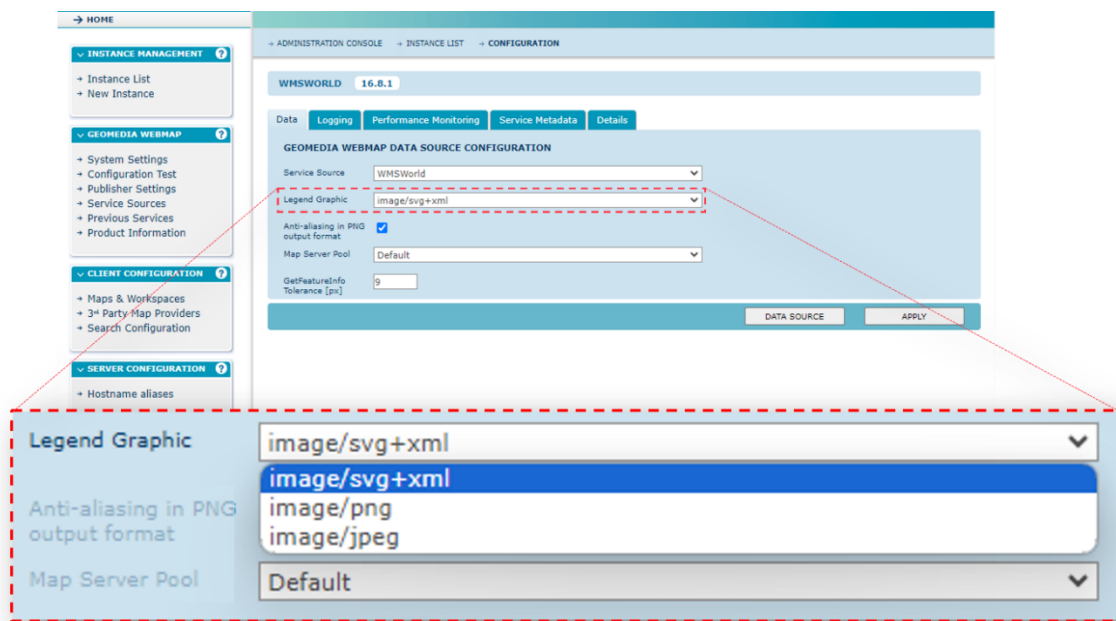 → HOME
INSTANCE MANAGEMENT ?
→ Instance List
→ New Instance
GEOMEDIA WEBMAP ?
→ System Settings
→ Configuration Test
→ Publisher Settings
→ Service Sources
→ Previous Services
→ Product Information
CLIENT CONFIGURATION ?
→ Maps & Workspaces
→ 3rd Party Map Providers
→ Search Configuration
SERVER CONFIGURATION ?
→ Hostname aliases
→ ADMINISTRATION CONSOLE → INSTANCE LIST → CONFIGURATION
WMSWORLD 16.8.1
Data Logging Performance Monitoring Service Metadata Details
GEOMEDIA WEBMAP DATA SOURCE CONFIGURATION
Service Source WMSWorld
Legend Graphic image/svg+xml
Anti-aliasing in PNG
output format
Map Server Pool Default
GetFeatureInfo
Tolerance [px] 9
DATA SOURCE APPLY
Legend Graphic image/svg+xml
image/svg+xml
image/png
image/jpeg
Anti-aliasing in PNG
output format
Map Server Pool Default